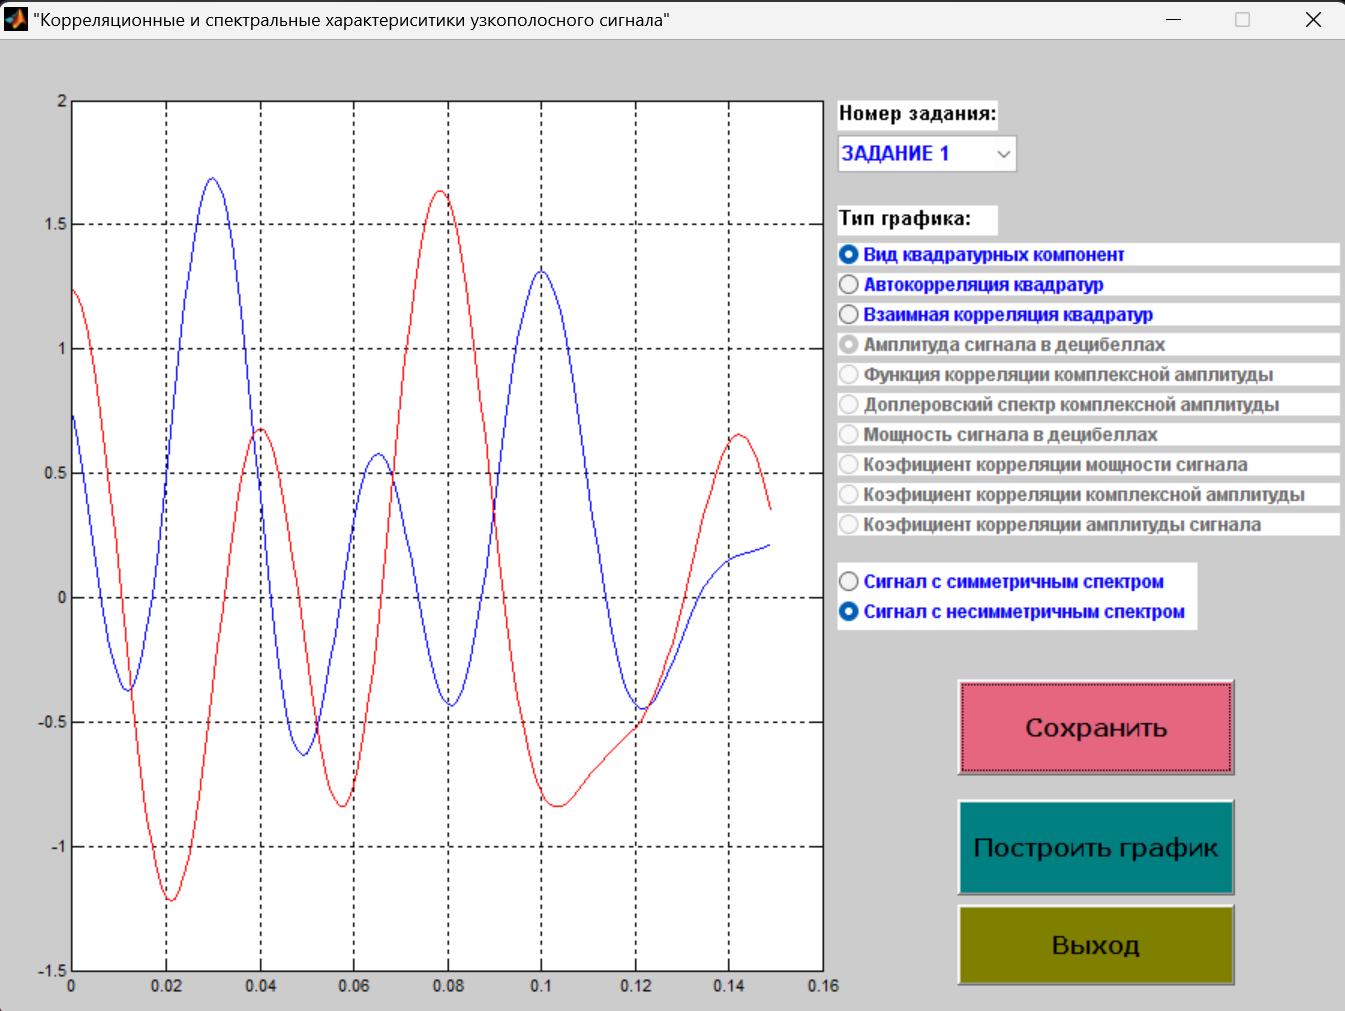 "Корреляционные и спектральные характериситики узкополосного сигнала"
2
1.5
1
0.5
0
-0.5
-1
-1.5
0 0.02 0.04 0.06 0.08 0.1 0.12 0.14 0.16
Номер задания:
ЗАДАНИЕ 1
Тип графика:
Вид квадратурных компонент
Автокорреляция квадратур
Взаимная корреляция квадратур
Амплитуда сигнала в децибеллах
Функция корреляции комплексной амплитуды
Доплеровский спектр комплексной амплитуды
Мощность сигнала в децибеллах
Коэфициент корреляции мощности сигнала
Коэфициент корреляции комплексной амплитуды
Коэфициент корреляции амплитуды сигнала
Сигнал с симметричным спектром
Сигнал с несимметричным спектром
Сохранить
Построить график
Выход